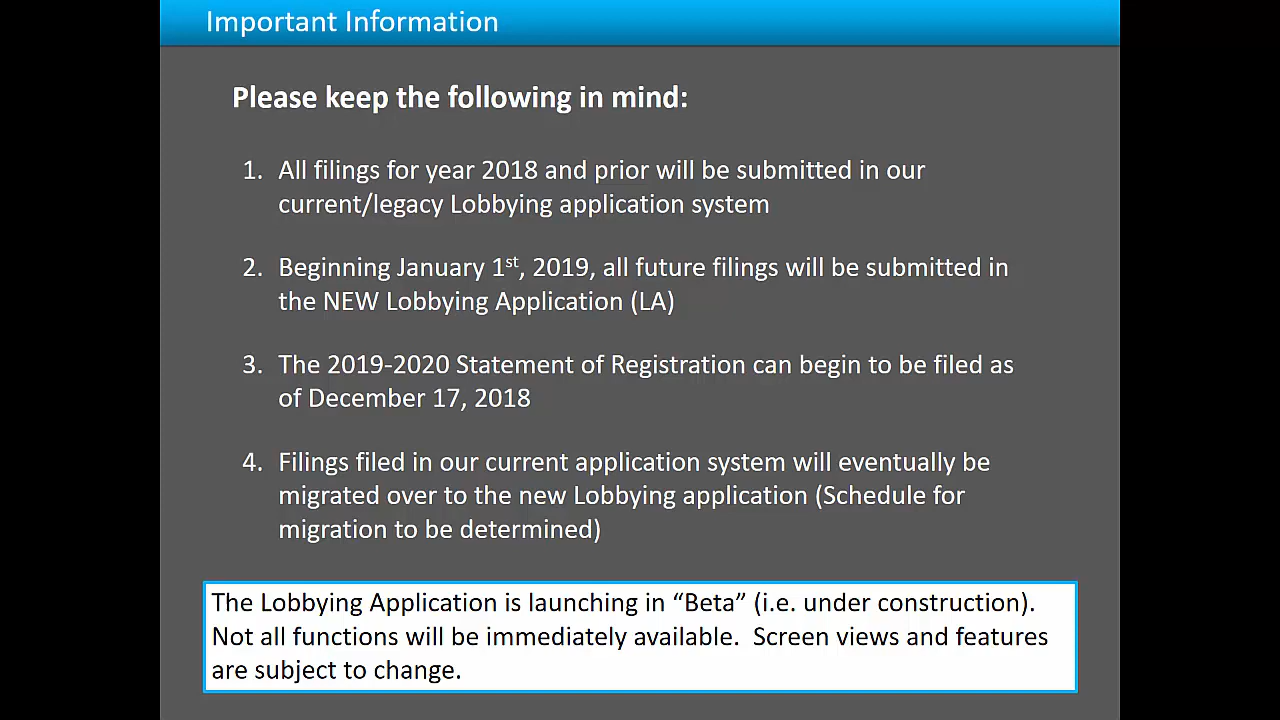 Important Information
Please keep the following in mind:
1. All filings for year 2018 and prior will be submitted in our
current/legacy Lobbying application system
2. Beginning January 1st, 2019, all future filings will be submitted in
the NEW Lobbying Application (LA)
3. The 2019-2020 Statement of Registration can begin to be filed as
of December 17, 2018
4. Filings filed in our current application system will eventually be
migrated over to the new Lobbying application (Schedule for
migration to be determined)
The Lobbying Application is launching in “Beta” (i.e. under construction).
Not all functions will be immediately available.  Screen views and features
are subject to change.